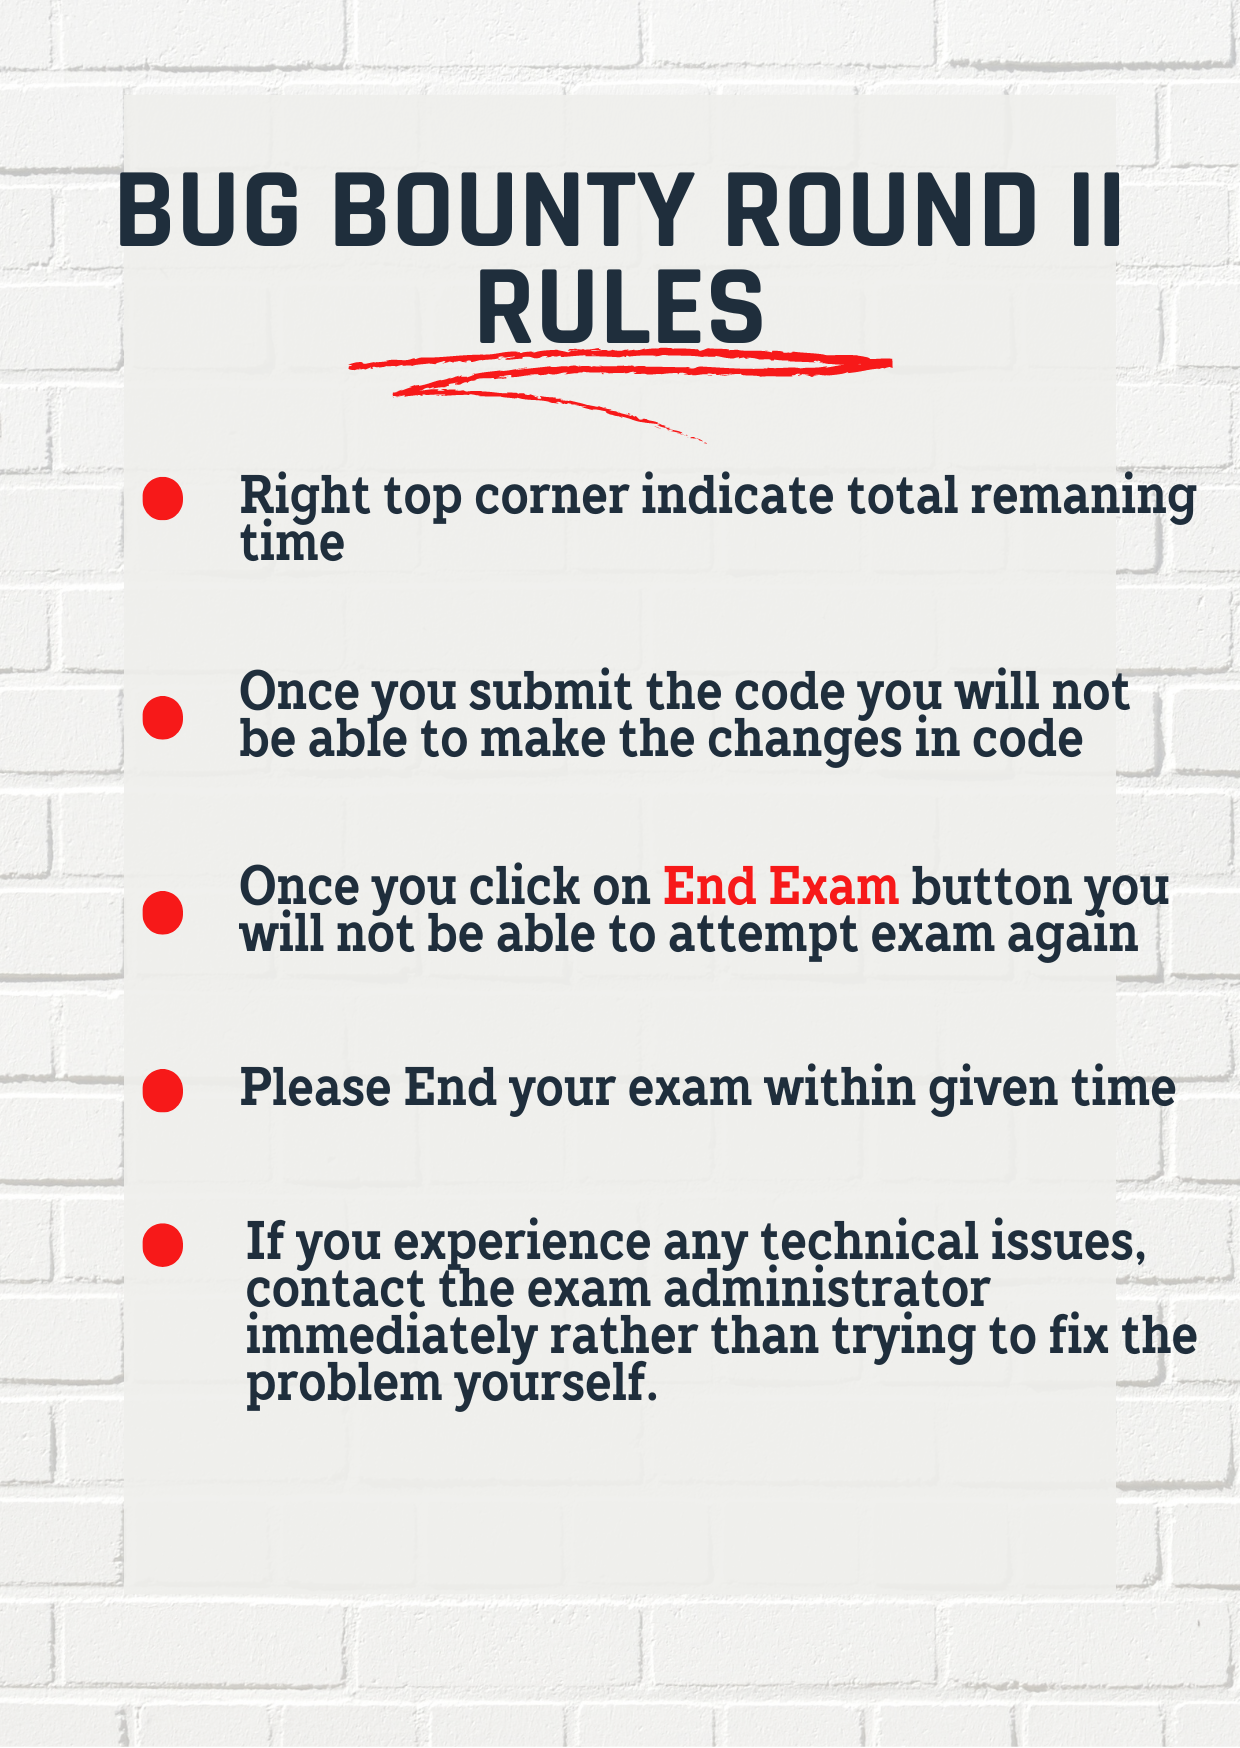 BUG BOUNTY ROUND II
RULES
Right top corner indicate total remaning
time
Once you submit the code you will not
be able to make the changes in code
Once you click on End Exam button you
will not be able to attempt exam again
Please End your exam within given time
If you experience any technical issues,
contact the exam administrator
immediately rather than trying to fix the
problem yourself.